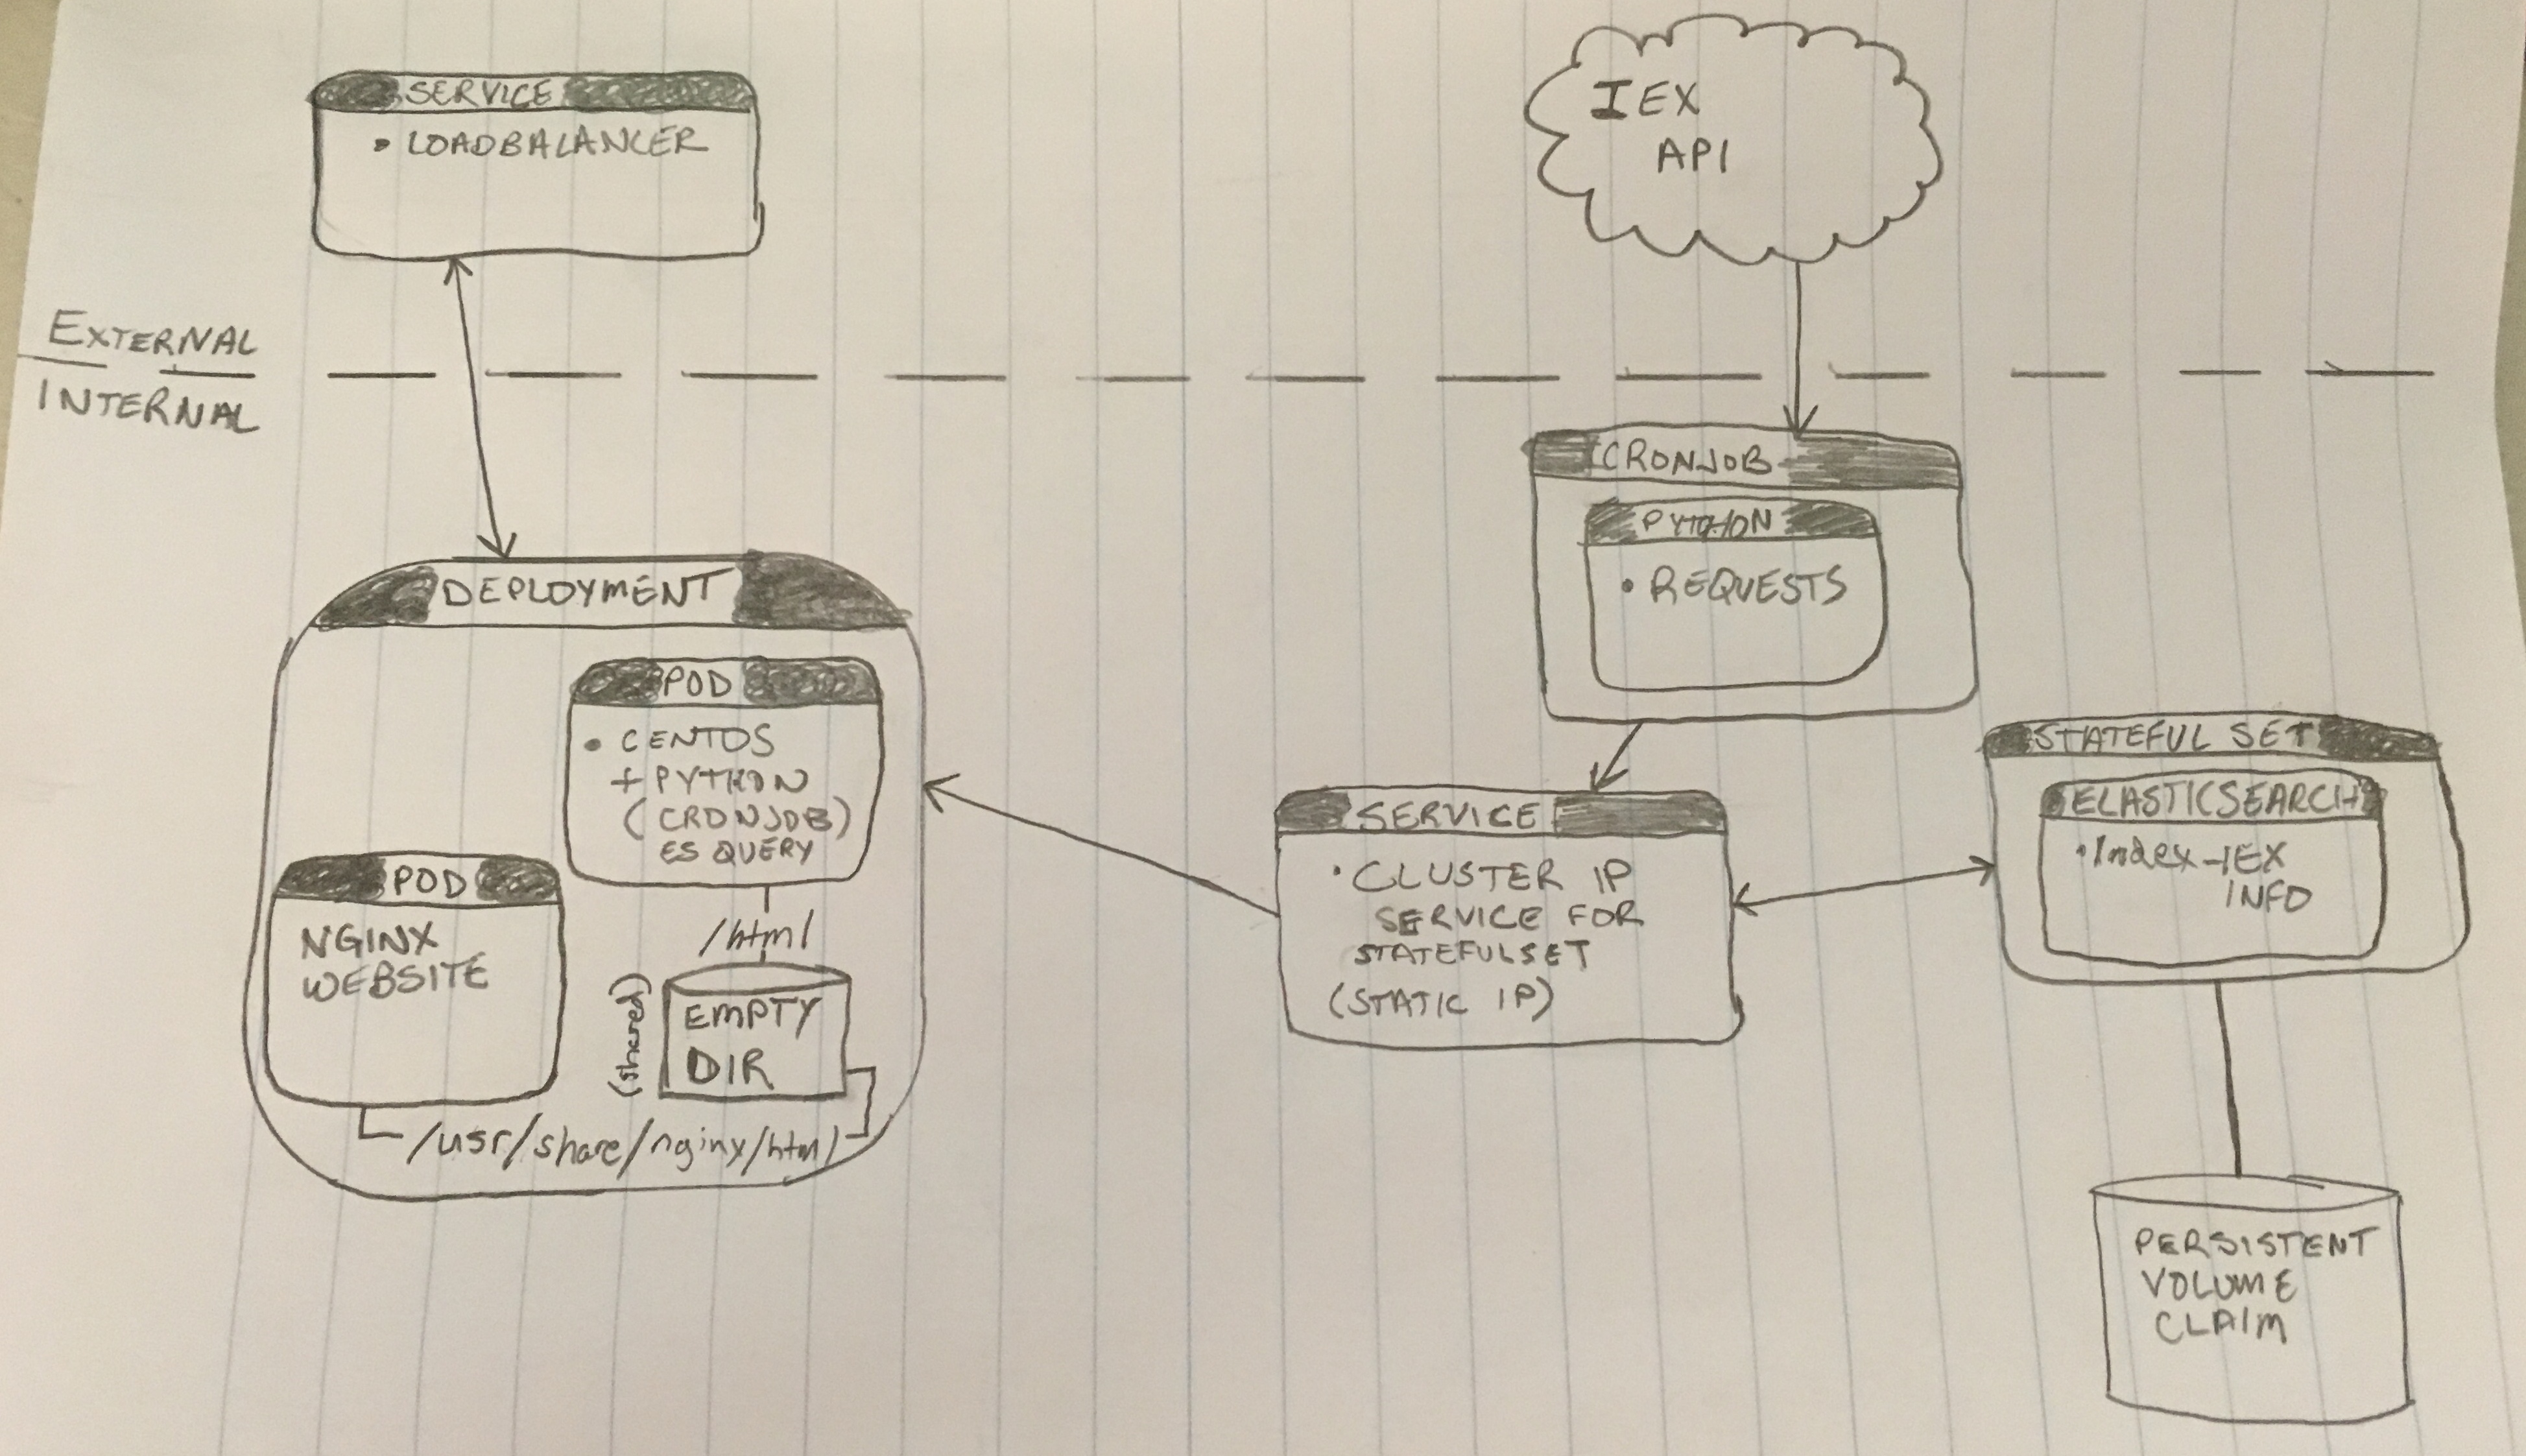 SERVICE
• LOADBALANCER
IEX
API
EXTERNAL
INTERNAL
CRONJOB
PYTHON
• REQUESTS
DEPLOYMENT
POD
• CENTOS
+ PYTHON
(CRONJOB)
ES QUERY
POD
NGINX
WEBSITE
/html
(shared)
EMPTY
DIR
/usr/share/nginx/html
SERVICE
• CLUSTER IP
SERVICE FOR
STATEFULSET
(STATIC IP)
STATEFUL SET
ELASTICSEARCH
• Index-IEX
INFO
PERSISTENT
VOLUME
CLAIM